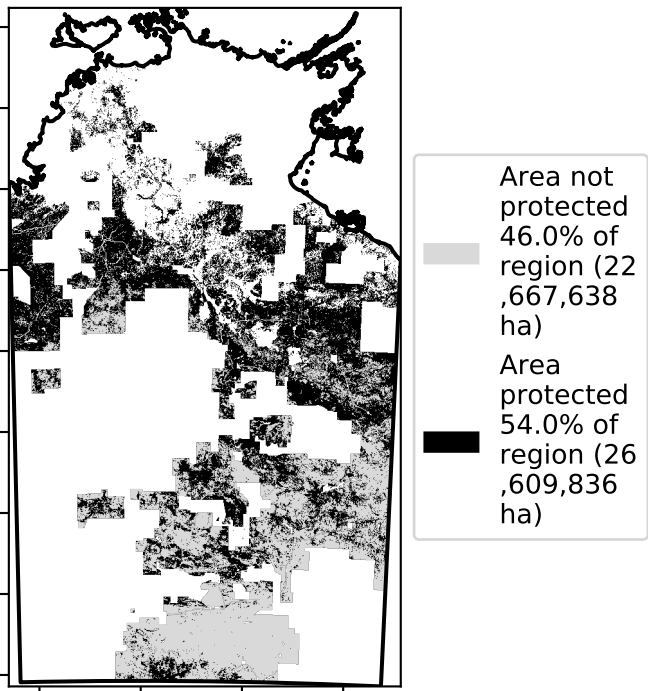 Area not
protected
46.0% of
region (22
,667,638
ha)
Area
protected
54.0% of
region (26
,609,836
ha)